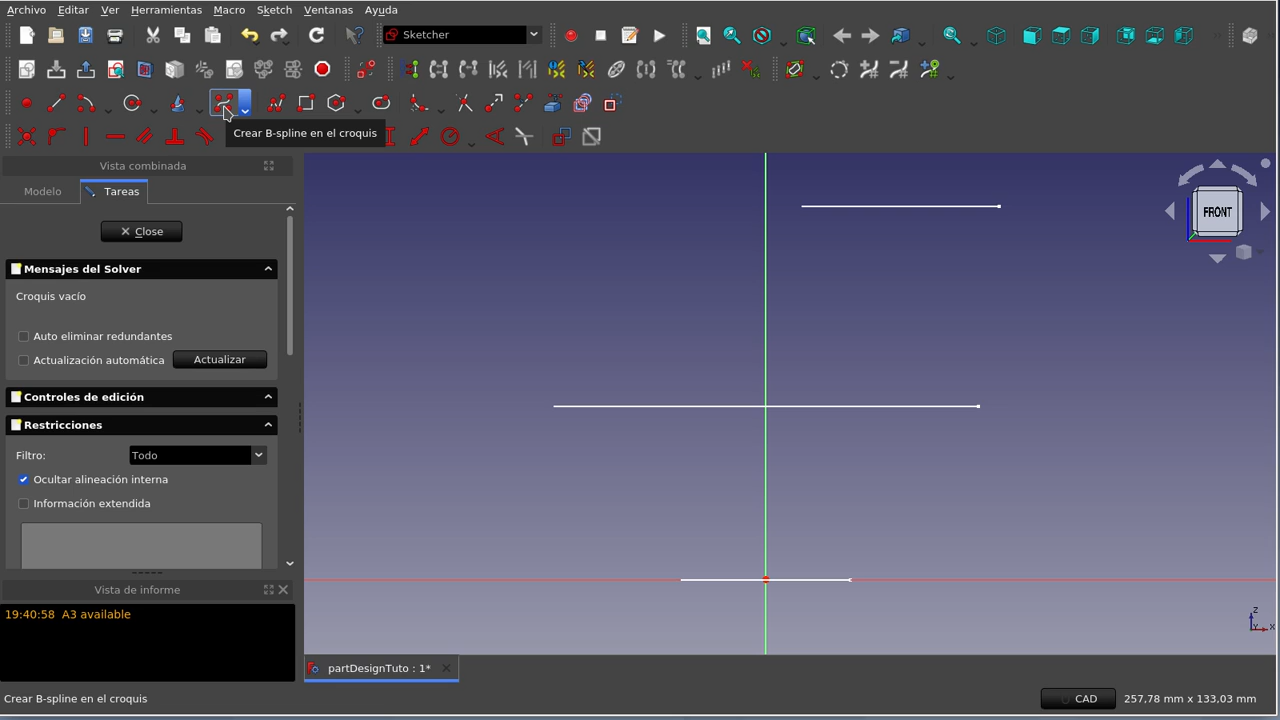 Archivo Editar Ver Herramientas Macro Sketch Ventanas Ayuda
Sketcher
Crear B-spline en el croquis
Vista combinada
Modelo Tareas
Close
Mensajes del Solver
Croquis vacío
Auto eliminar redundantes
Actualización automática Actualizar
Controles de edición
Restricciones
Filtro: Todo
Ocultar alineación interna
Información extendida
Vista de informe
19:40:58 A3 available
FRONT
z
Y x
partDesignTuto : 1*
Crear B-spline en el croquis
CAD 257,78 mm x 133,03 mm